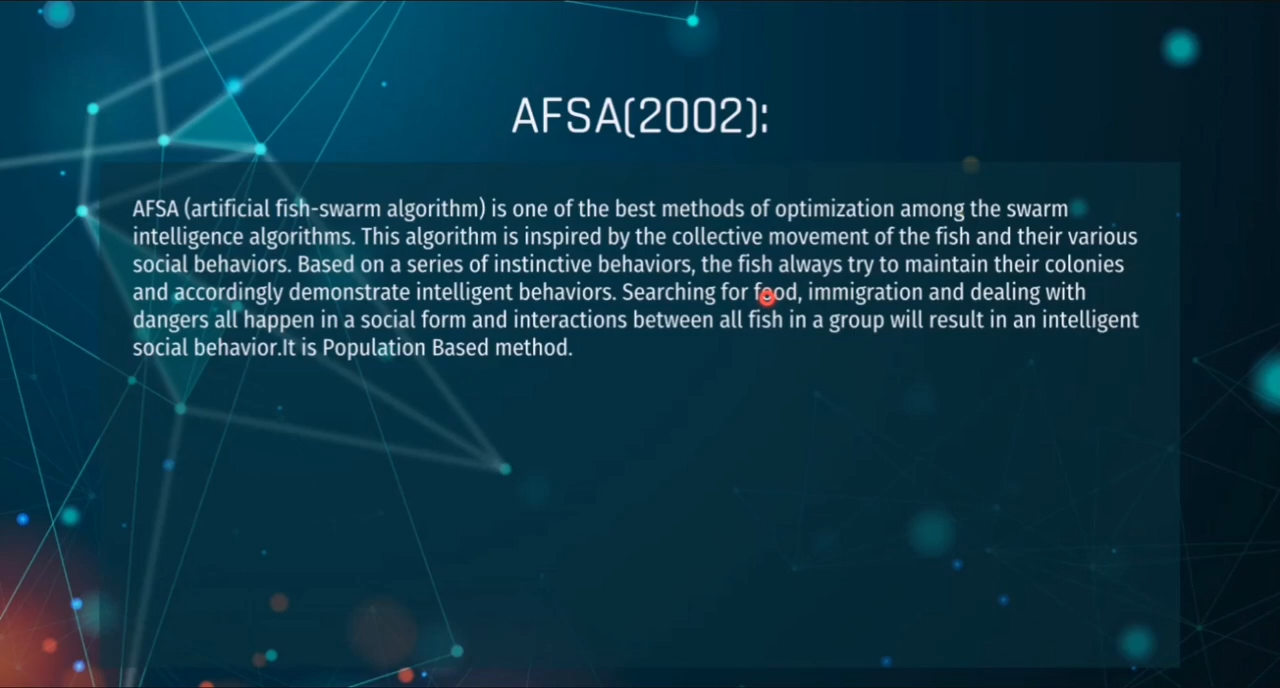 AFSA(2002):
AFSA (artificial fish-swarm algorithm) is one of the best methods of optimization among the swarm
intelligence algorithms. This algorithm is inspired by the collective movement of the fish and their various
social behaviors. Based on a series of instinctive behaviors, the fish always try to maintain their colonies
and accordingly demonstrate intelligent behaviors. Searching for food, immigration and dealing with
dangers all happen in a social form and interactions between all fish in a group will result in an intelligent
social behavior.It is Population Based method.